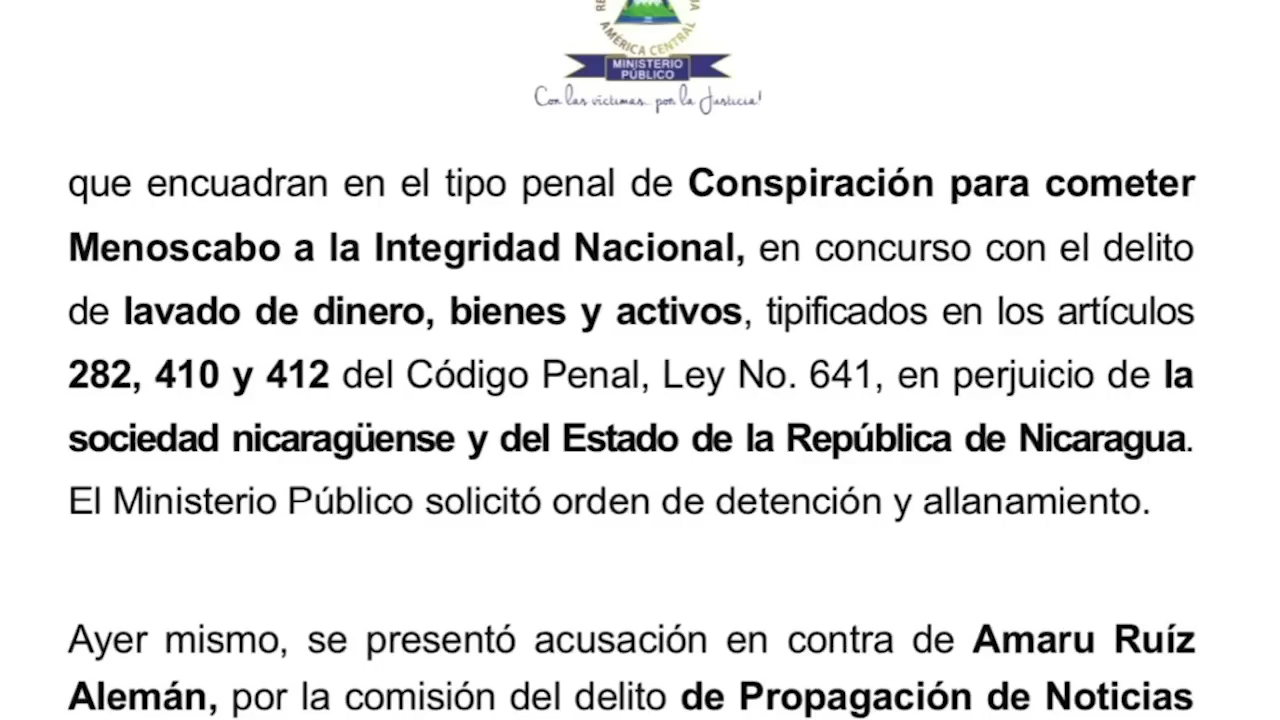 AMÉRICA CENTRAL
MINISTERIO
PÚBLICO
Con las víctimas... por la Justicia!
que encuadran en el tipo penal de Conspiración para cometer
Menoscabo a la Integridad Nacional, en concurso con el delito
de lavado de dinero, bienes y activos, tipificados en los artículos
282, 410 y 412 del Código Penal, Ley No. 641, en perjuicio de la
sociedad nicaragüense y del Estado de la República de Nicaragua.
El Ministerio Público solicitó orden de detención y allanamiento.
Ayer mismo, se presentó acusación en contra de Amaru Ruíz
Alemán, por la comisión del delito de Propagación de Noticias